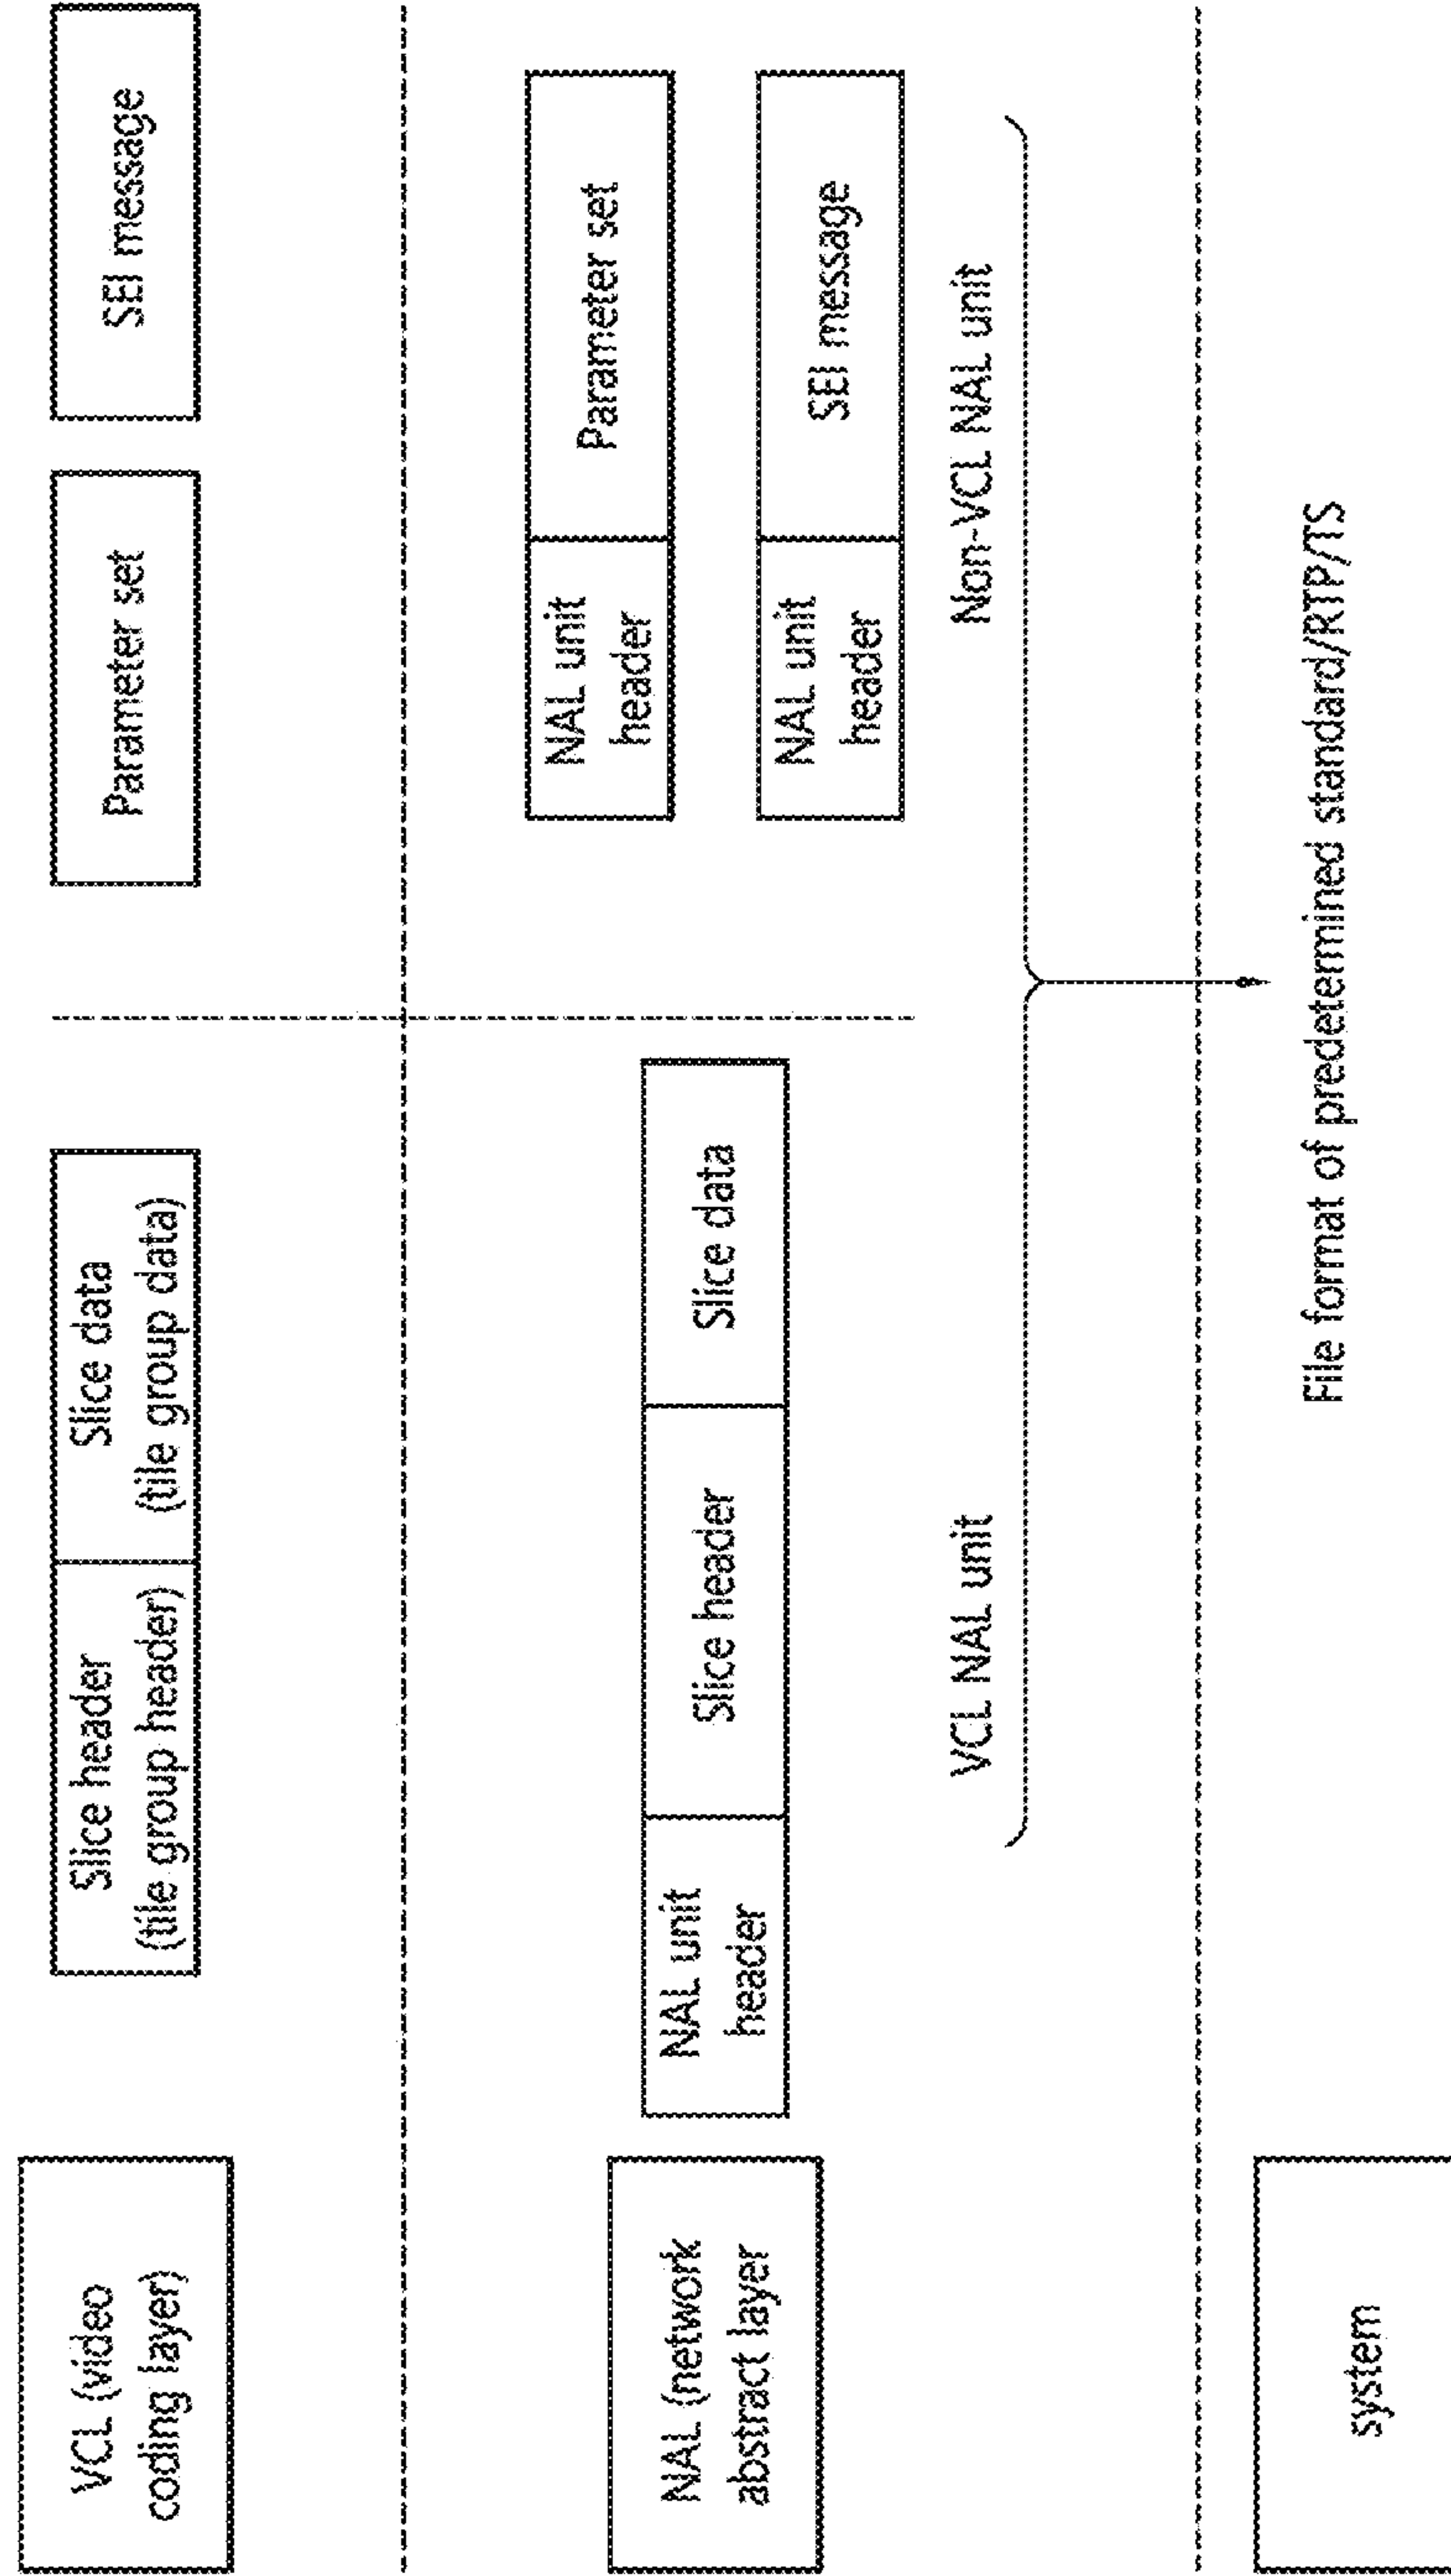 VCL (video
coding layer)
Slice header
(tile group header)
Slice data
(tile group data)
Parameter set
SEI message
NAL (network
abstract layer
NAL unit
header
Slice header
Slice data
NAL unit
header
Parameter set
NAL unit
header
SEI message
VCL NAL unit
Non-VCL NAL unit
system
File format of predetermined standard/RTP/TS